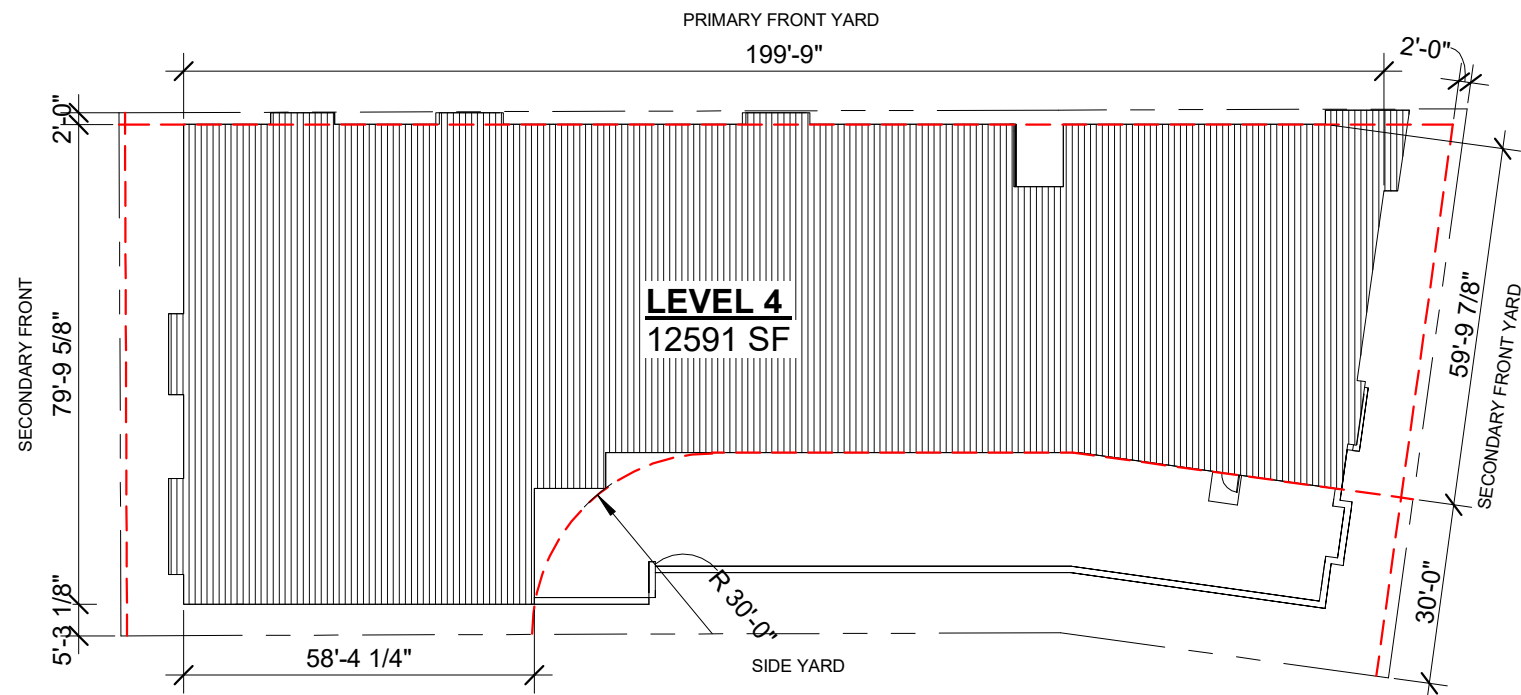 PRIMARY FRONT YARD
199'-9"
2'-0"
2'-0"
SECONDARY FRONT
79'-9 5/8"
LEVEL 4
12591 SF
59'-9 7/8"
SECONDARY FRONT YARD
5'-3 1/8"
R 30'-0"
30'-0"
58'-4 1/4"
SIDE YARD